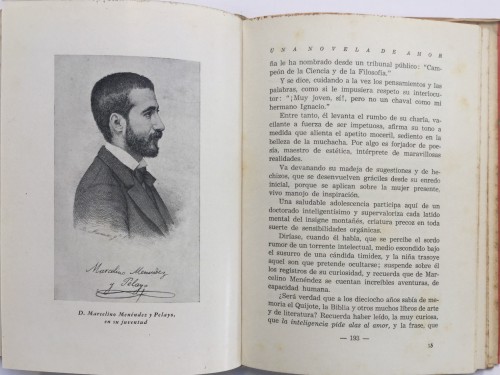 Marcelino Menéndez
y Pelayo
D. Marcelino Menéndez y Pelayo,
en su juventud
UNA NOVELA DE AMOR
ña le ha nombrado desde un tribunal público: "Cam-
peón de la Ciencia y de la Filosofía."
Y se dice, cuidando a la vez los pensamientos y las
palabras, como si le impusiera respeto su interlocu-
tor: "¡Muy joven, sí!, pero no un chaval como mi
hermano Ignacio."
Entre tanto, él levanta el rumbo de su charla, va-
cilante a fuerza de ser impetuosa, afirma su tono a
medida que alienta el apetito moceril, sediento en la
belleza de la muchacha. Por algo es forjador de poe-
sía, maestro de estética, intérprete de maravillosas
realidades.
Va devanando su madeja de sugestiones y de he-
chizos, que se desenvuelven gráciles desde su enredo
inicial, porque se aplican sobre la mujer presente,
vivo manojo de inspiración.
Una saludable adolescencia participa aquí de un
doctorado inteligentísimo y supervaloriza cada latido
mental del insigne montañés, criatura precoz en toda
suerte de sensibilidades orgánicas.
Diríase, cuando él habla, que se percibe el sordo
rumor de un torrente intelectual, medio escondido bajo
el susurro de una cándida timidez, y la niña trasoye
aquel son que pretende ocultarse; suspende sobre él
los registros de su curiosidad, y recuerda que de Mar-
celino Menéndez se cuentan increíbles aventuras, de
capacidad humana.
¿Será verdad que a los dieciocho años sabía de me-
moria el Quijote, la Biblia y otros muchos libros de arte
y de literatura? Recuerda haber leído, la muy curiosa,
que la inteligencia pide alas al amor, y la frase, que
— 193 —